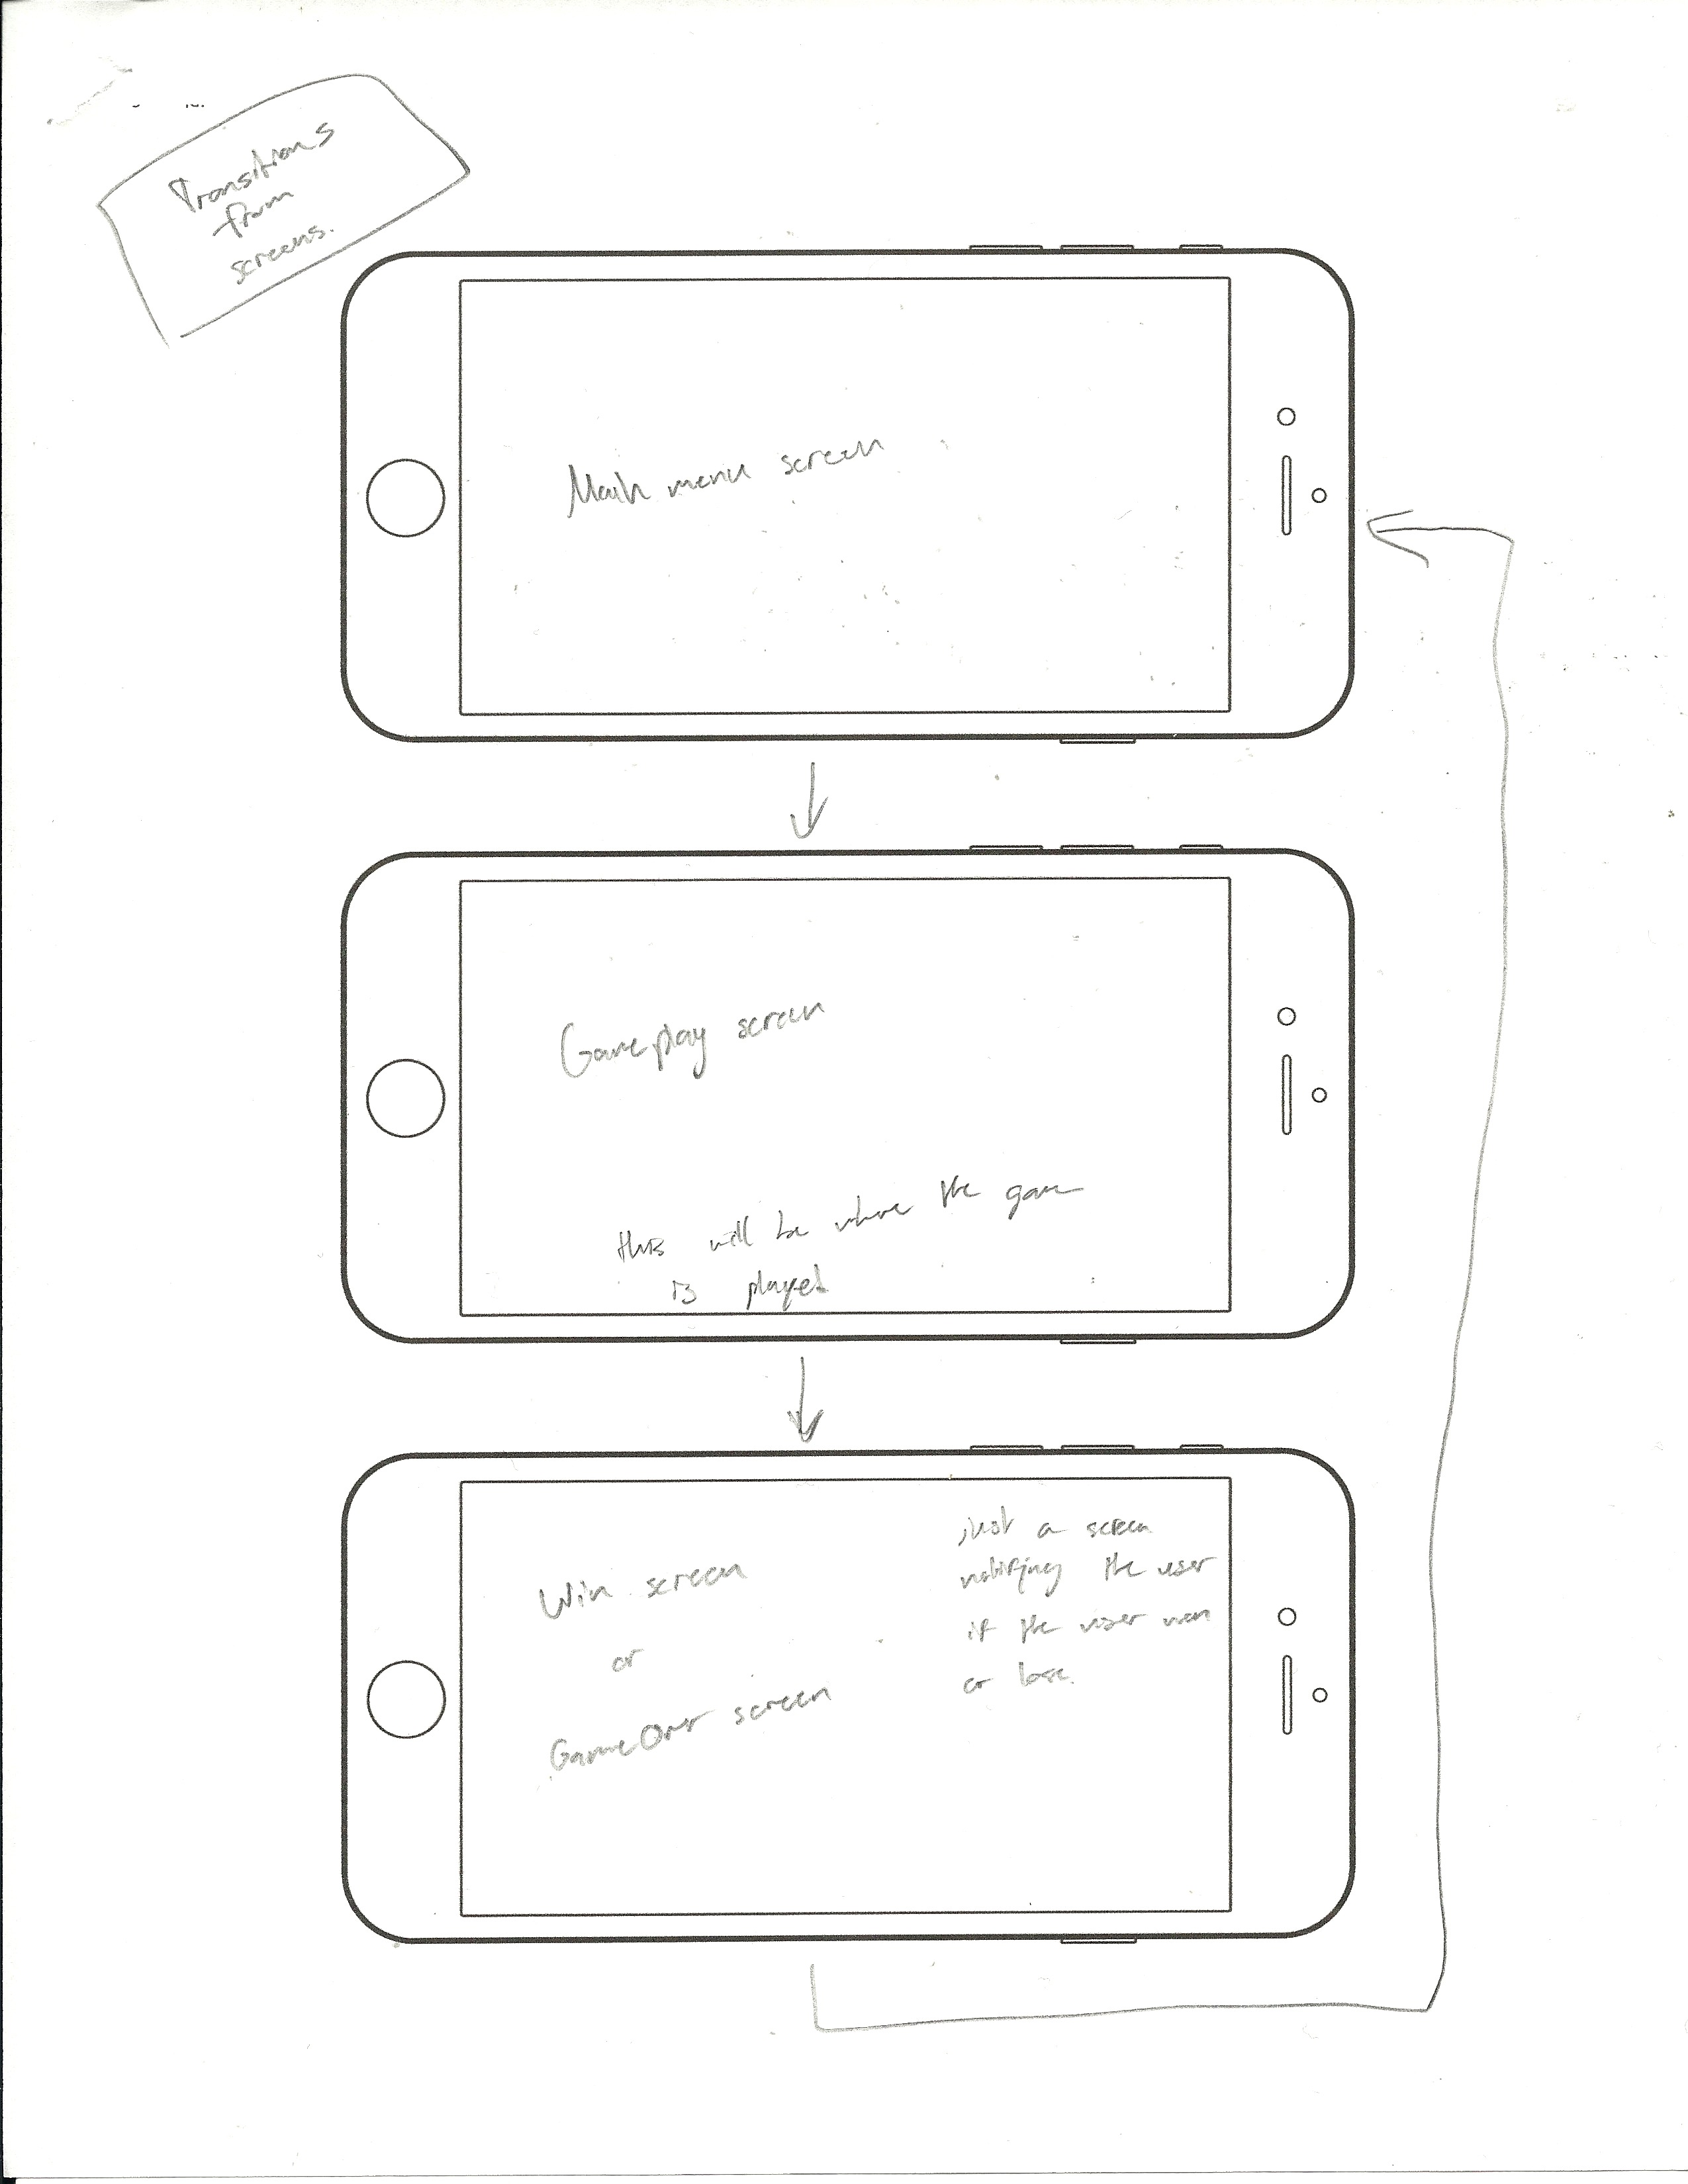 Transitions
from
screens.
Main menu screen
Gameplay screen
this will be where the game
is played
Win screen
or
GameOver screen
just a screen
notifying the user
if the user won
or lose.